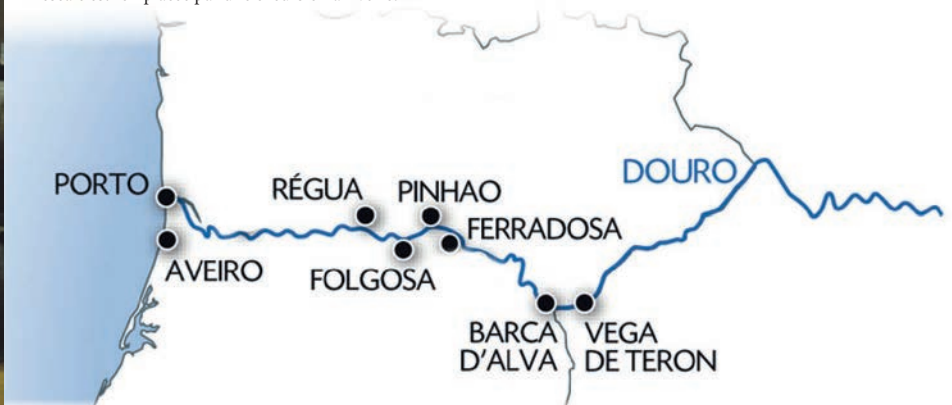 PORTO
RÉGUA
PINHAO
DOURO
FERRADOSA
AVEIRO
FOLGOSA
BARCA
D'ALVA
VEGA
DE TERON